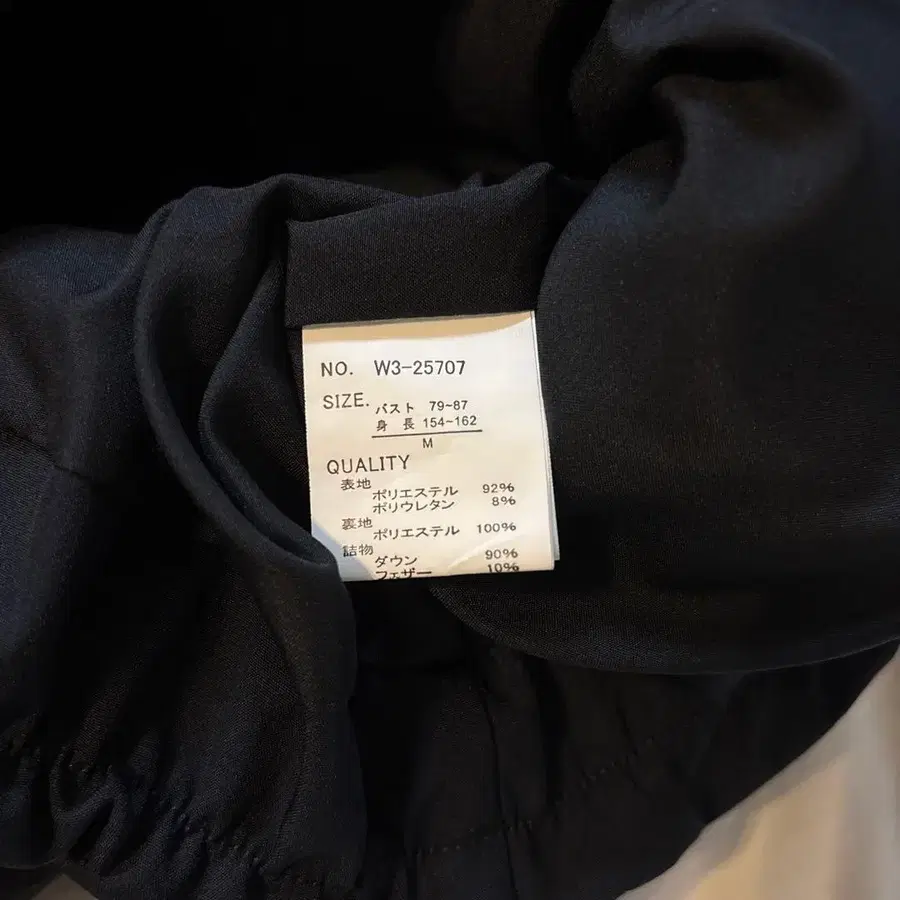 NO. W3-25707
SIZE. バスト 79~87
身 長 154~162
M
QUALITY
表地
ポリエステル 92%
ポリウレタン 8%
裏地
ポリエステル 100%
詰物
ダウン 90%
フェザー 10%